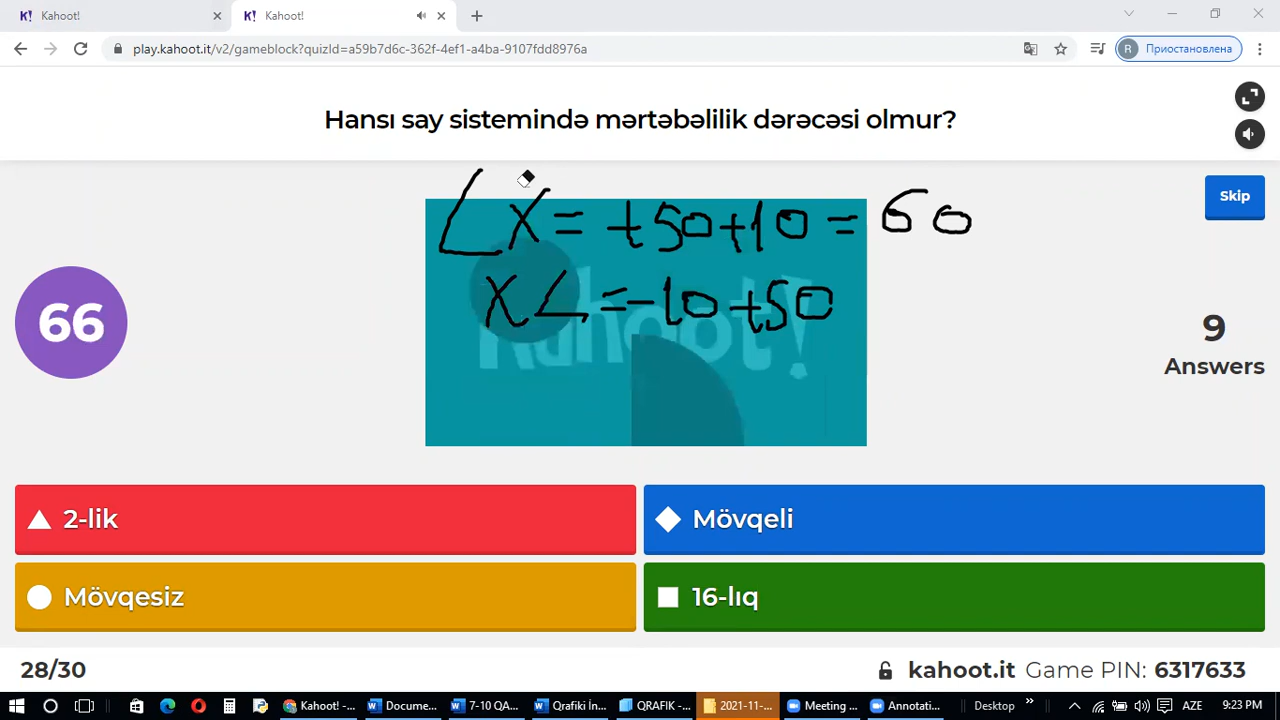 Kahoot!
Kahoot!
play.kahoot.it/v2/gameblock?quizId=a59b7d6c-362f-4ef1-a4ba-9107fdd8976a
R Приостановлена
Hansı say sistemində mərtəbəlilik dərəcəsi olmur?
Skip
LX = +50+10 = 60
XL = -10+50
Kahoot!
66
9
Answers
2-lik
Mövqeli
Mövqesiz
16-lıq
28/30
kahoot.it Game PIN: 6317633
Kahoot! - ...
Docume...
7-10 QA...
Qrafiki İn...
QRAFIK -...
2021-11-...
Meeting ...
Annotati...
Desktop
AZE
9:23 PM